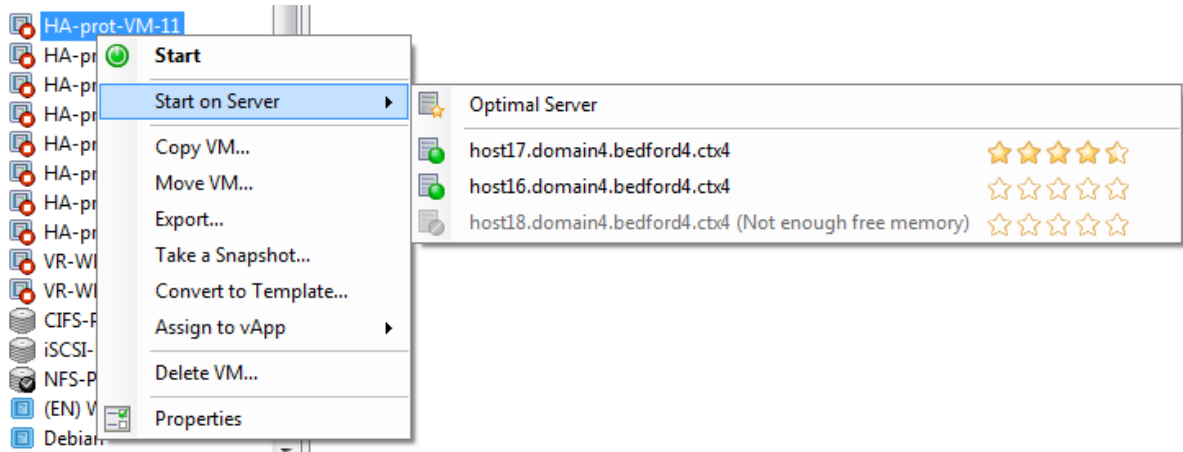 HA-prot-VM-11
HA-pr
HA-pr
HA-pr
HA-pr
HA-pr
HA-pr
HA-pr
VR-WI
VR-WI
CIFS-P
iSCSI-
NFS-P
(EN) V
Debian
Start
Start on Server
Copy VM...
Move VM...
Export...
Take a Snapshot...
Convert to Template...
Assign to vApp
Delete VM...
Properties
Optimal Server
host17.domain4.bedford4.ctx4
host16.domain4.bedford4.ctx4
host18.domain4.bedford4.ctx4 (Not enough free memory)